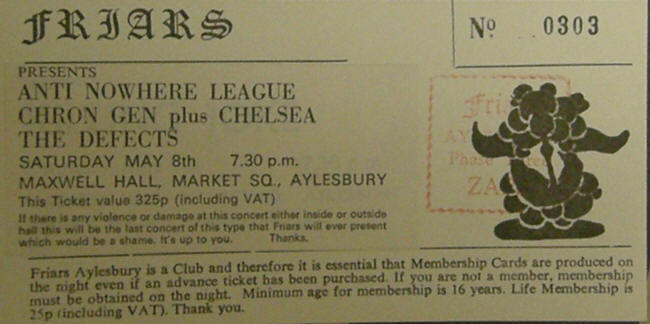 FRIARS
Nº 0303
PRESENTS
ANTI NOWHERE LEAGUE
CHRON GEN plus CHELSEA
THE DEFECTS
SATURDAY MAY 8th 7.30 p.m.
MAXWELL HALL, MARKET SQ., AYLESBURY
This Ticket value 325p (including VAT)
If there is any violence or damage at this concert either inside or outside
hall this will be the last concert of this type that Friars will ever present
which would be a shame. It's up to you. Thanks.
Phase
ZA
Friars Aylesbury is a Club and therefore it is essential that Membership Cards are produced on
the night even if an advance ticket has been purchased. If you are not a member, membership
must be obtained on the night. Minimum age for membership is 16 years. Life Membership is
25p (including VAT). Thank you.